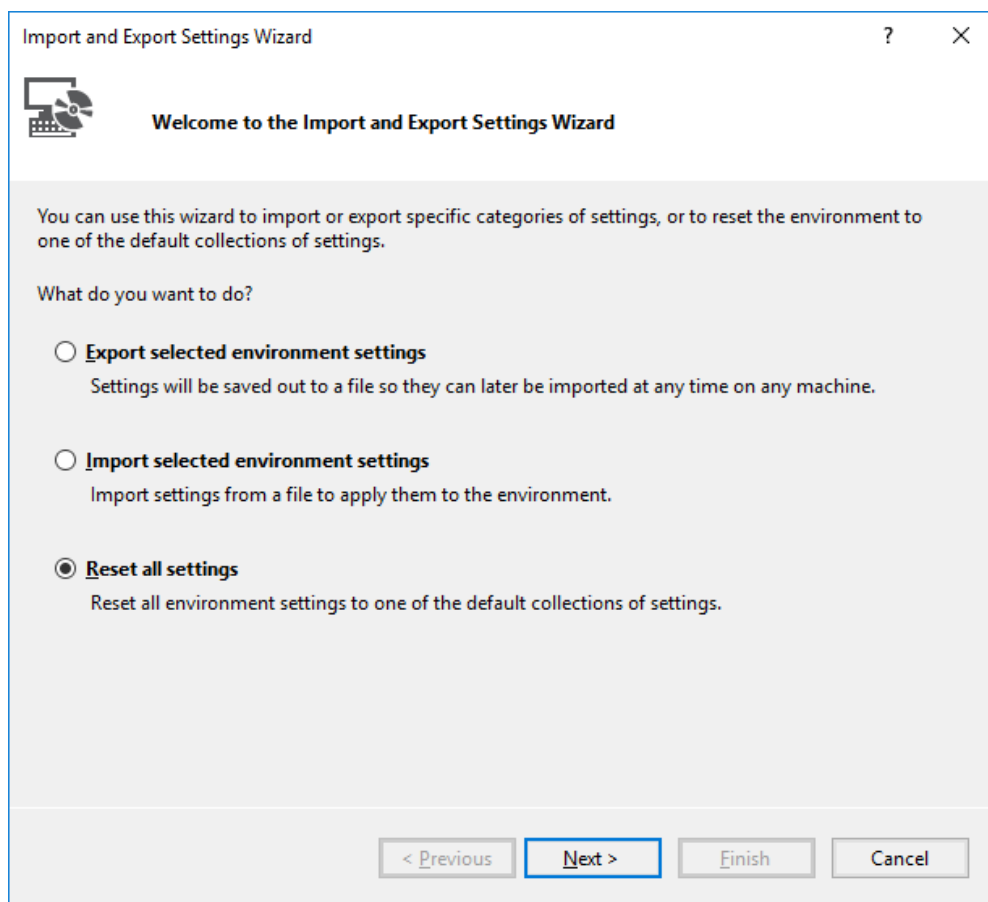 Import and Export Settings Wizard
?
Welcome to the Import and Export Settings Wizard
You can use this wizard to import or export specific categories of settings, or to reset the environment to
one of the default collections of settings.
What do you want to do?
Export selected environment settings
Settings will be saved out to a file so they can later be imported at any time on any machine.
Import selected environment settings
Import settings from a file to apply them to the environment.
Reset all settings
Reset all environment settings to one of the default collections of settings.
< Previous
Next >
Finish
Cancel